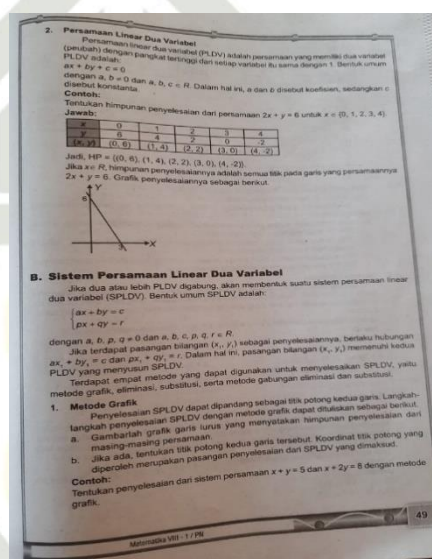 2. Persamaan Linear Dua Variabel
Persamaan linear dua variabel (PLDV) adalah persamaan yang memiliki dua variabel
(peubah) dengan pangkat tertinggi dari setiap variabel itu sama dengan 1. Bentuk umum
PLDV adalah:
ax + by + c = 0
dengan a, b ≠ 0 dan a, b, c ∈ R. Dalam hal ini, a dan b disebut koefisien, sedangkan c
disebut konstanta.
Contoh:
Tentukan himpunan penyelesaian dari persamaan 2x + y = 6 untuk x ∈ {0, 1, 2, 3, 4}.
Jawab:
x 0 1 2 3 4
y 6 4 2 0 -2
(x, y) (0, 6) (1, 4) (2, 2) (3, 0) (4, -2)
Jadi, HP = {(0, 6), (1, 4), (2, 2), (3, 0), (4, -2)}.
Jika x ∈ R, himpunan penyelesaiannya adalah semua titik pada garis yang persamaannya
2x + y = 6. Grafik penyelesaiannya sebagai berikut.
Y
6
3
X
B. Sistem Persamaan Linear Dua Variabel
Jika dua atau lebih PLDV digabung, akan membentuk suatu sistem persamaan linear
dua variabel (SPLDV). Bentuk umum SPLDV adalah:
ax + by = c
px + qy = r
dengan a, b, p, q ≠ 0 dan a, b, c, p, q, r ∈ R.
Jika terdapat pasangan bilangan (x₁, y₁) sebagai penyelesaiannya, berlaku hubungan
ax₁ + by₁ = c dan px₁ + qy₁ = r. Dalam hal ini, pasangan bilangan (x₁, y₁) memenuhi kedua
PLDV yang menyusun SPLDV.
Terdapat empat metode yang dapat digunakan untuk menyelesaikan SPLDV, yaitu
metode grafik, eliminasi, substitusi, serta metode gabungan eliminasi dan substitusi.
1. Metode Grafik
Penyelesaian SPLDV dapat dipandang sebagai titik potong kedua garis. Langkah-
langkah penyelesaian SPLDV dengan metode grafik dapat dituliskan sebagai berikut.
a. Gambarlah grafik garis lurus yang menyatakan himpunan penyelesaian dari
masing-masing persamaan.
b. Jika ada, tentukan titik potong kedua garis tersebut. Koordinat titik potong yang
diperoleh merupakan pasangan penyelesaian dari SPLDV yang dimaksud.
Contoh:
Tentukan penyelesaian dari sistem persamaan x + y = 5 dan x + 2y = 8 dengan metode
grafik.
Matematika VIII - 1 / PN
49